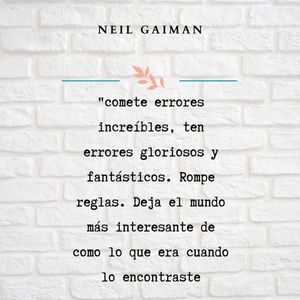 NEIL GAIMAN
"comete errores
increíbles, ten
errores gloriosos y
fantásticos. Rompe
reglas. Deja el mundo
más interesante de
como lo que era cuando
lo encontraste